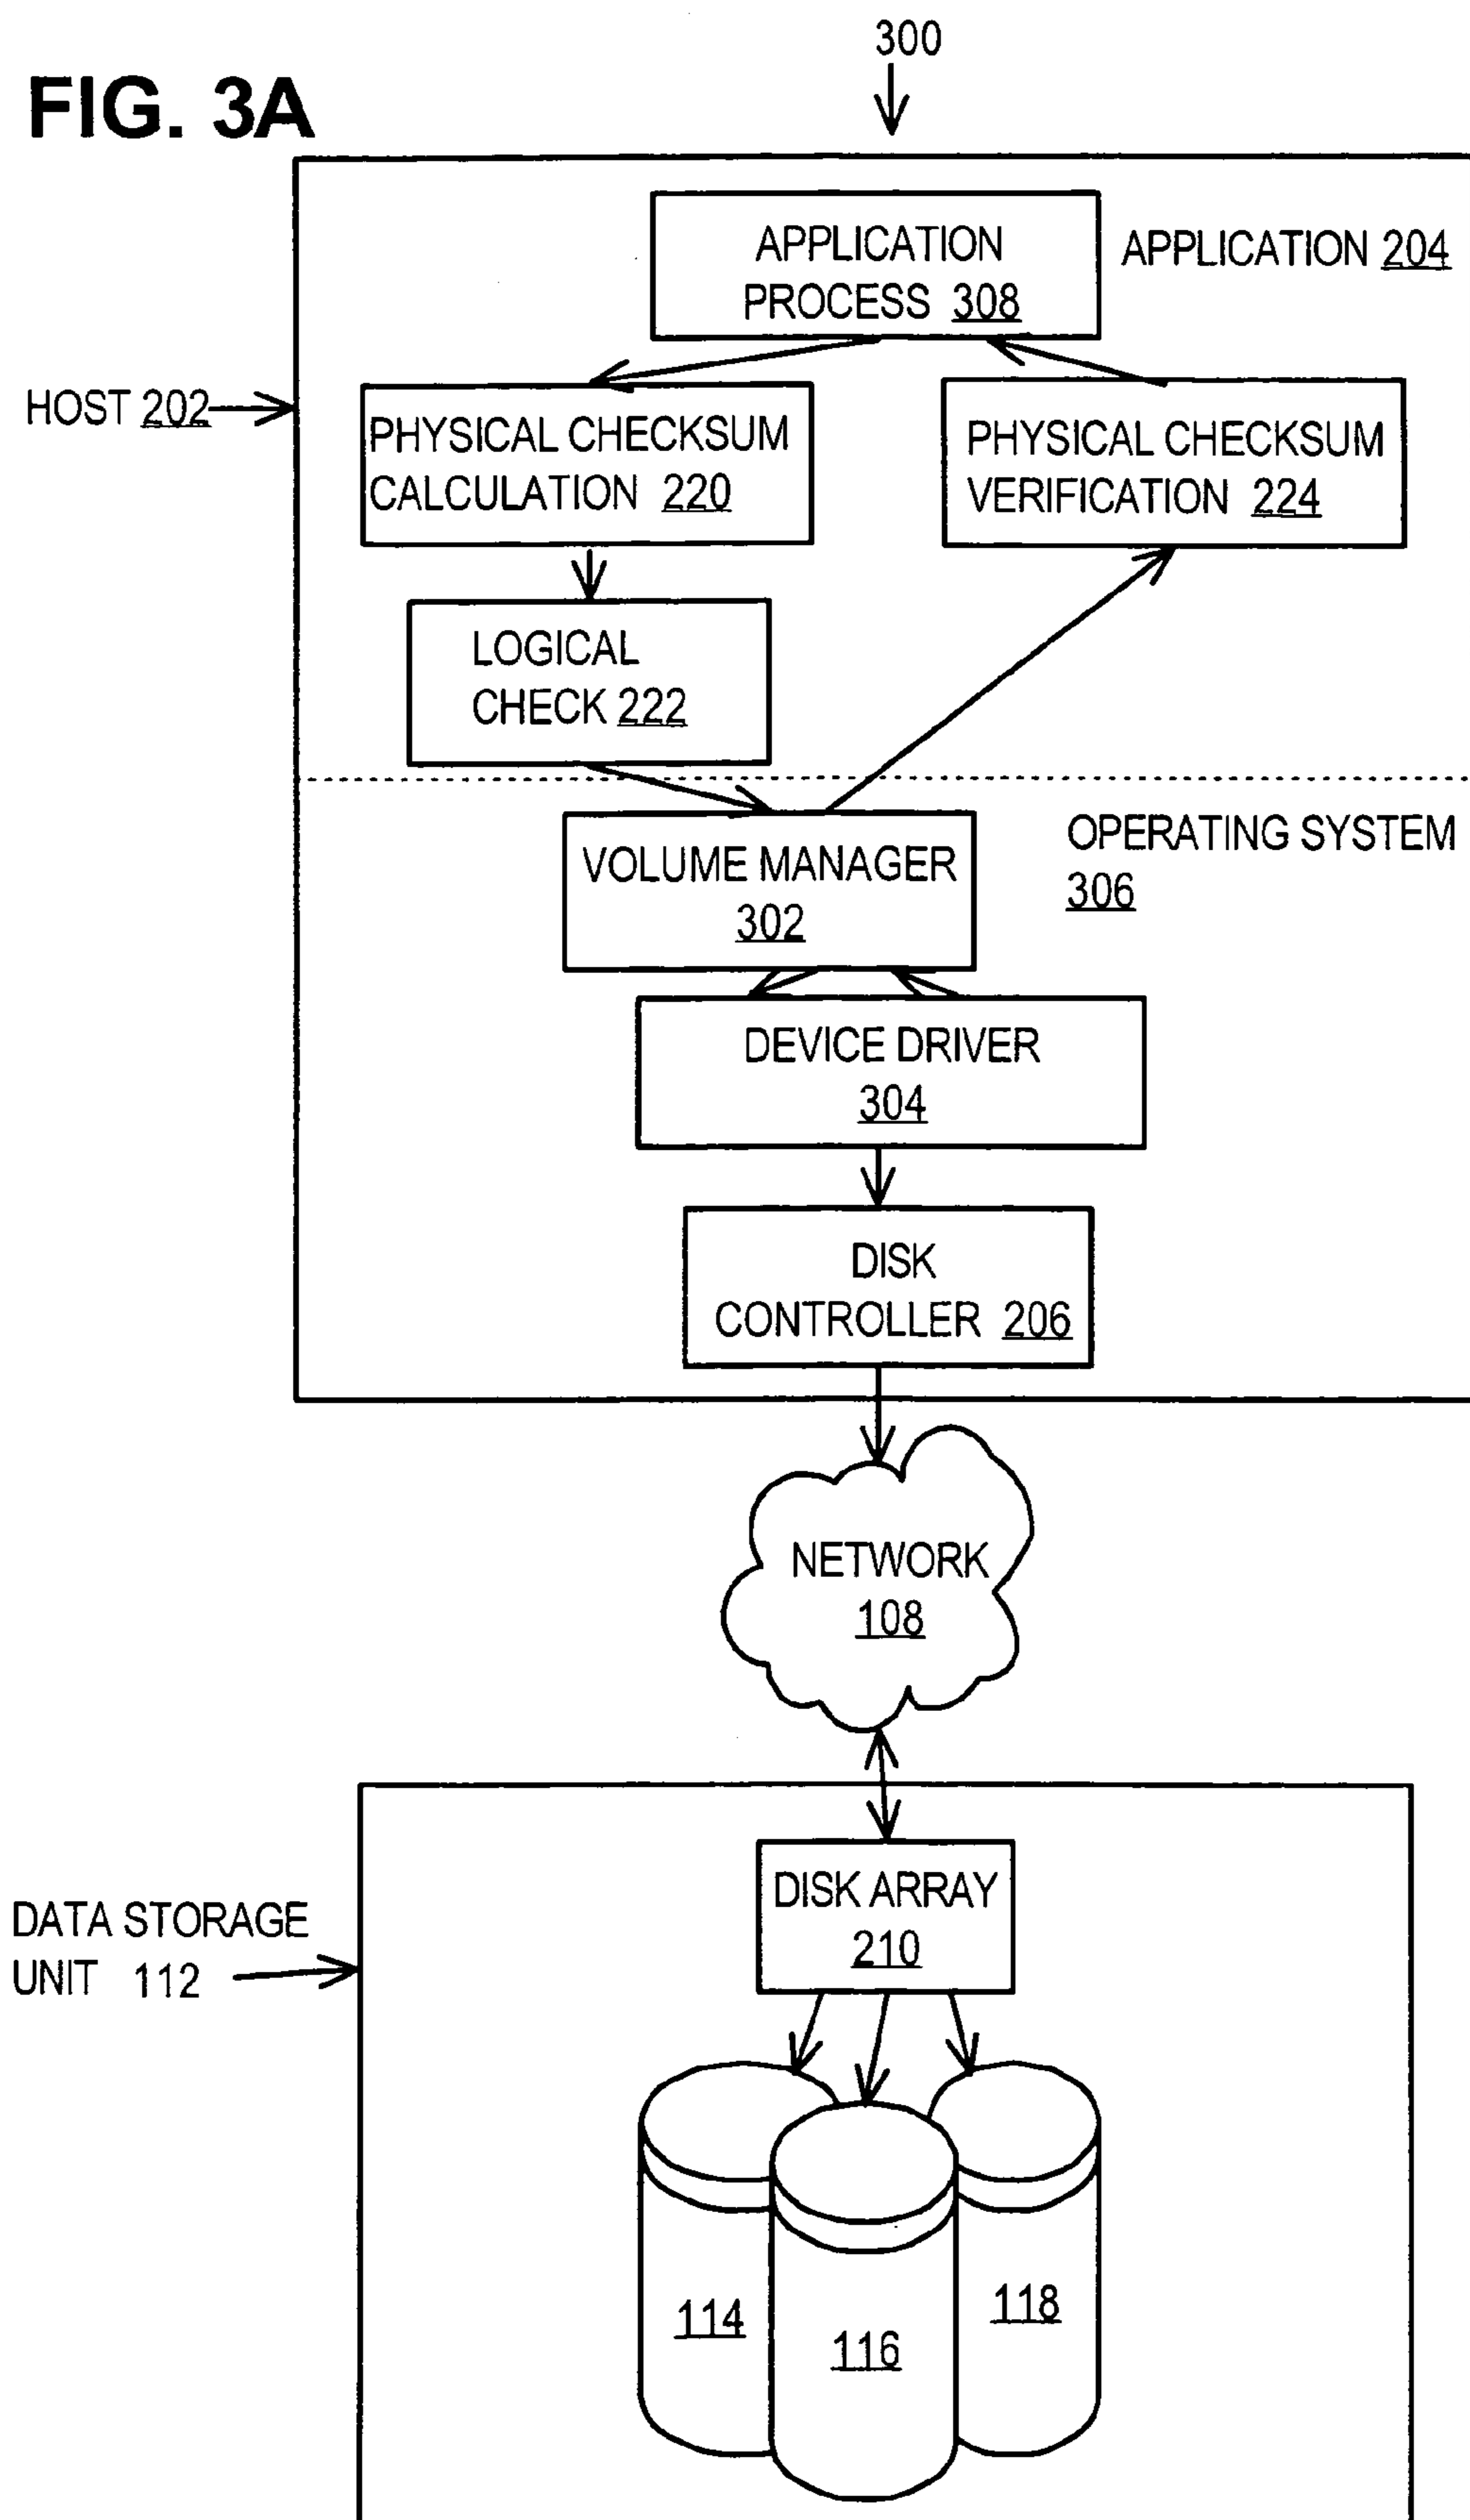 300
FIG. 3A
APPLICATION
PROCESS 308
APPLICATION 204
HOST 202
PHYSICAL CHECKSUM
CALCULATION 220
PHYSICAL CHECKSUM
VERIFICATION 224
LOGICAL
CHECK 222
VOLUME MANAGER
302
OPERATING SYSTEM
306
DEVICE DRIVER
304
DISK
CONTROLLER 206
NETWORK
108
DISK ARRAY
210
DATA STORAGE
UNIT 112
114
116
118